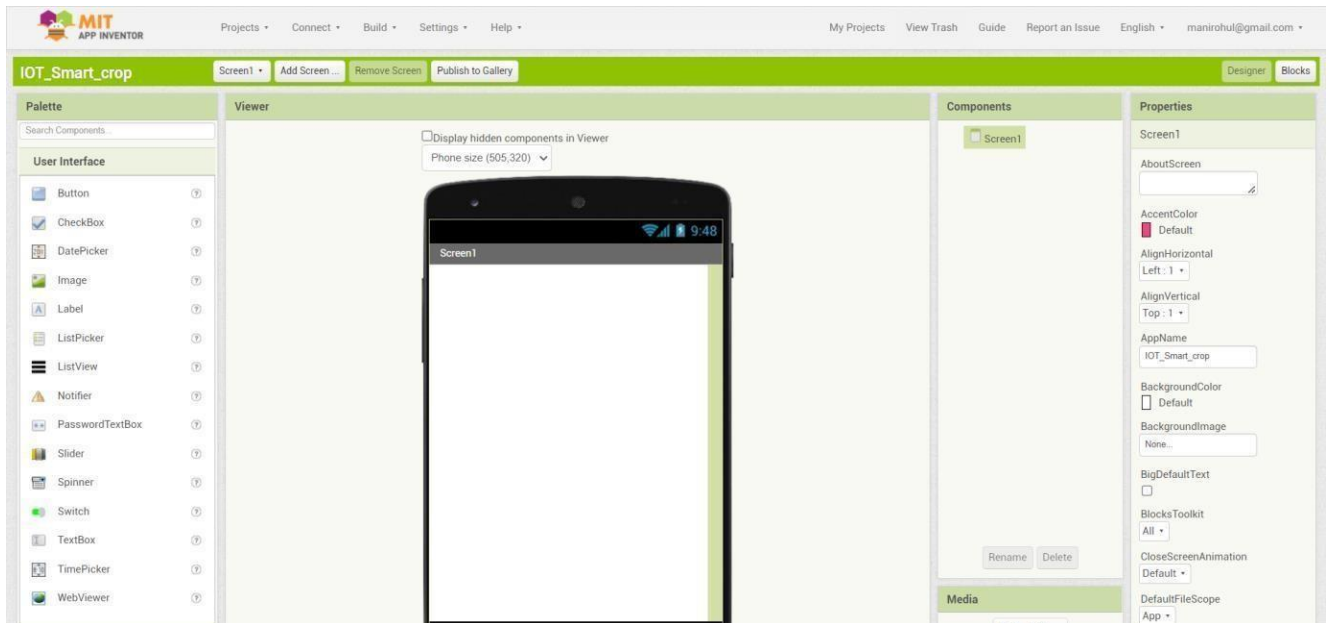 MIT
APP INVENTOR
Projects Connect Build Settings Help My Projects View Trash Guide Report an Issue English manirohul@gmail.com
IOT_Smart_crop Screen1 Add Screen ... Remove Screen Publish to Gallery Designer Blocks
Palette
Search Components...
User Interface
Button
CheckBox
DatePicker
Image
Label
ListPicker
ListView
Notifier
PasswordTextBox
Slider
Spinner
Switch
TextBox
TimePicker
WebViewer
Viewer
Display hidden components in Viewer
Phone size (505,320)
9:48
Screen1
Components
Screen1
Rename Delete
Media
Properties
Screen1
AboutScreen
AccentColor
Default
AlignHorizontal
Left : 1
AlignVertical
Top : 1
AppName
IOT_Smart_crop
BackgroundColor
Default
BackgroundImage
None...
BigDefaultText
BlocksToolkit
All
CloseScreenAnimation
Default
DefaultFileScope
App